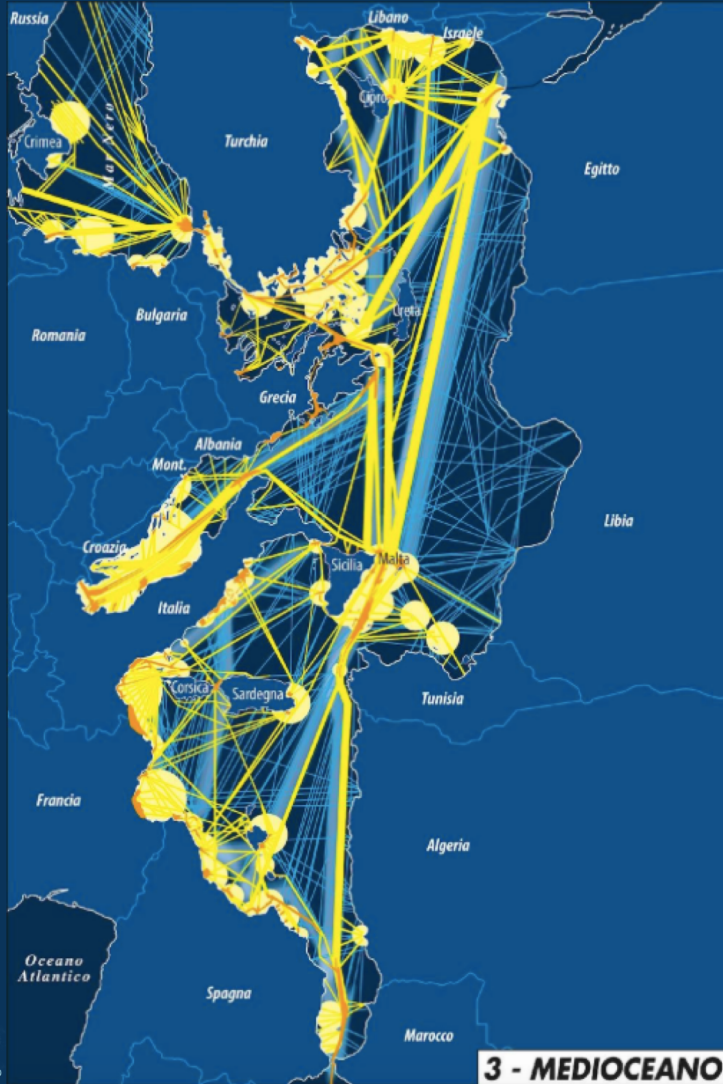 Russia
Libano
Israele
Cipro
Crimea
Mar Nero
Turchia
Egitto
Bulgaria
Creta
Romania
Grecia
Albania
Mont.
Libia
Croazia
Sicilia
Malta
Italia
Corsica
Sardegna
Tunisia
Francia
Algeria
Oceano
Atlantico
Spagna
Marocco
3 - MEDIOCEANO